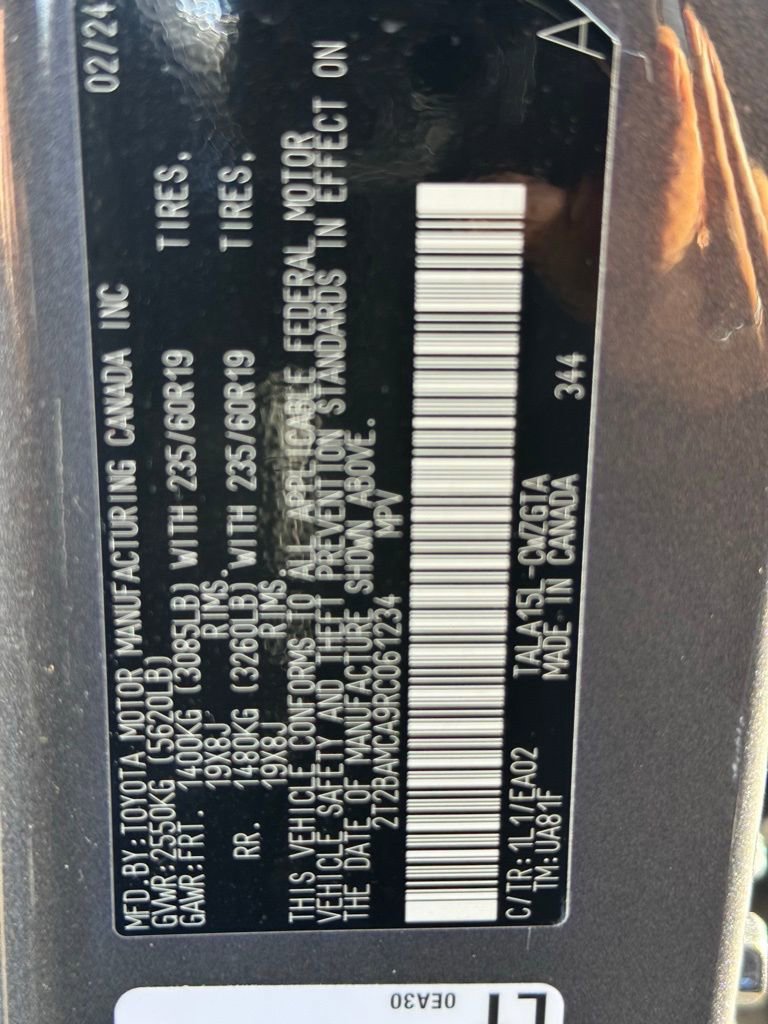 MFD.BY:TOYOTA MOTOR MANUFACTURING CANADA INC 02/24
GVWR:2550KG (5620LB)
GAWR:FRT. 1400KG (3085LB) WITH 235/60R19 TIRES,
19X8J RIMS.
RR. 1480KG (3260LB) WITH 235/60R19 TIRES,
19X8J RIMS.
THIS VEHICLE CONFORMS TO ALL APPLICABLE FEDERAL MOTOR
VEHICLE SAFETY AND THEFT PREVENTION STANDARDS IN EFFECT ON
THE DATE OF MANUFACTURE SHOWN ABOVE.
2T2BAMCA9RC061234 MPV
C/TR:1L1/EA02 TALA15L-CWZGTA 344 A
TM:UA81F MADE IN CANADA
0EA30